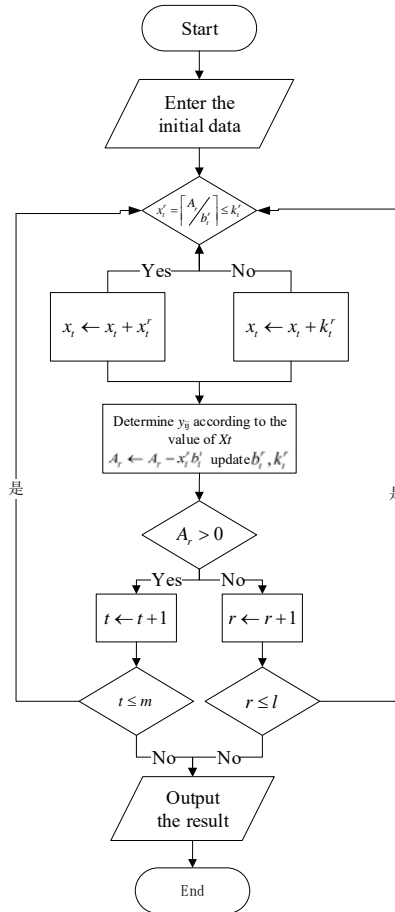 Start
Enter the
initial data
x_t^r = ⌈A_r / b_t^r⌉ ≤ k_t^r
Yes No
x_t ← x_t + x_t^r
x_t ← x_t + k_t^r
Determine y_ij according to the
value of Xt
A_r ← A_r − x_t^r b_t^r update b_t^r, k_t^r
是
是
A_r > 0
Yes No
t ← t + 1
r ← r + 1
t ≤ m
r ≤ l
No No
Output
the result
End